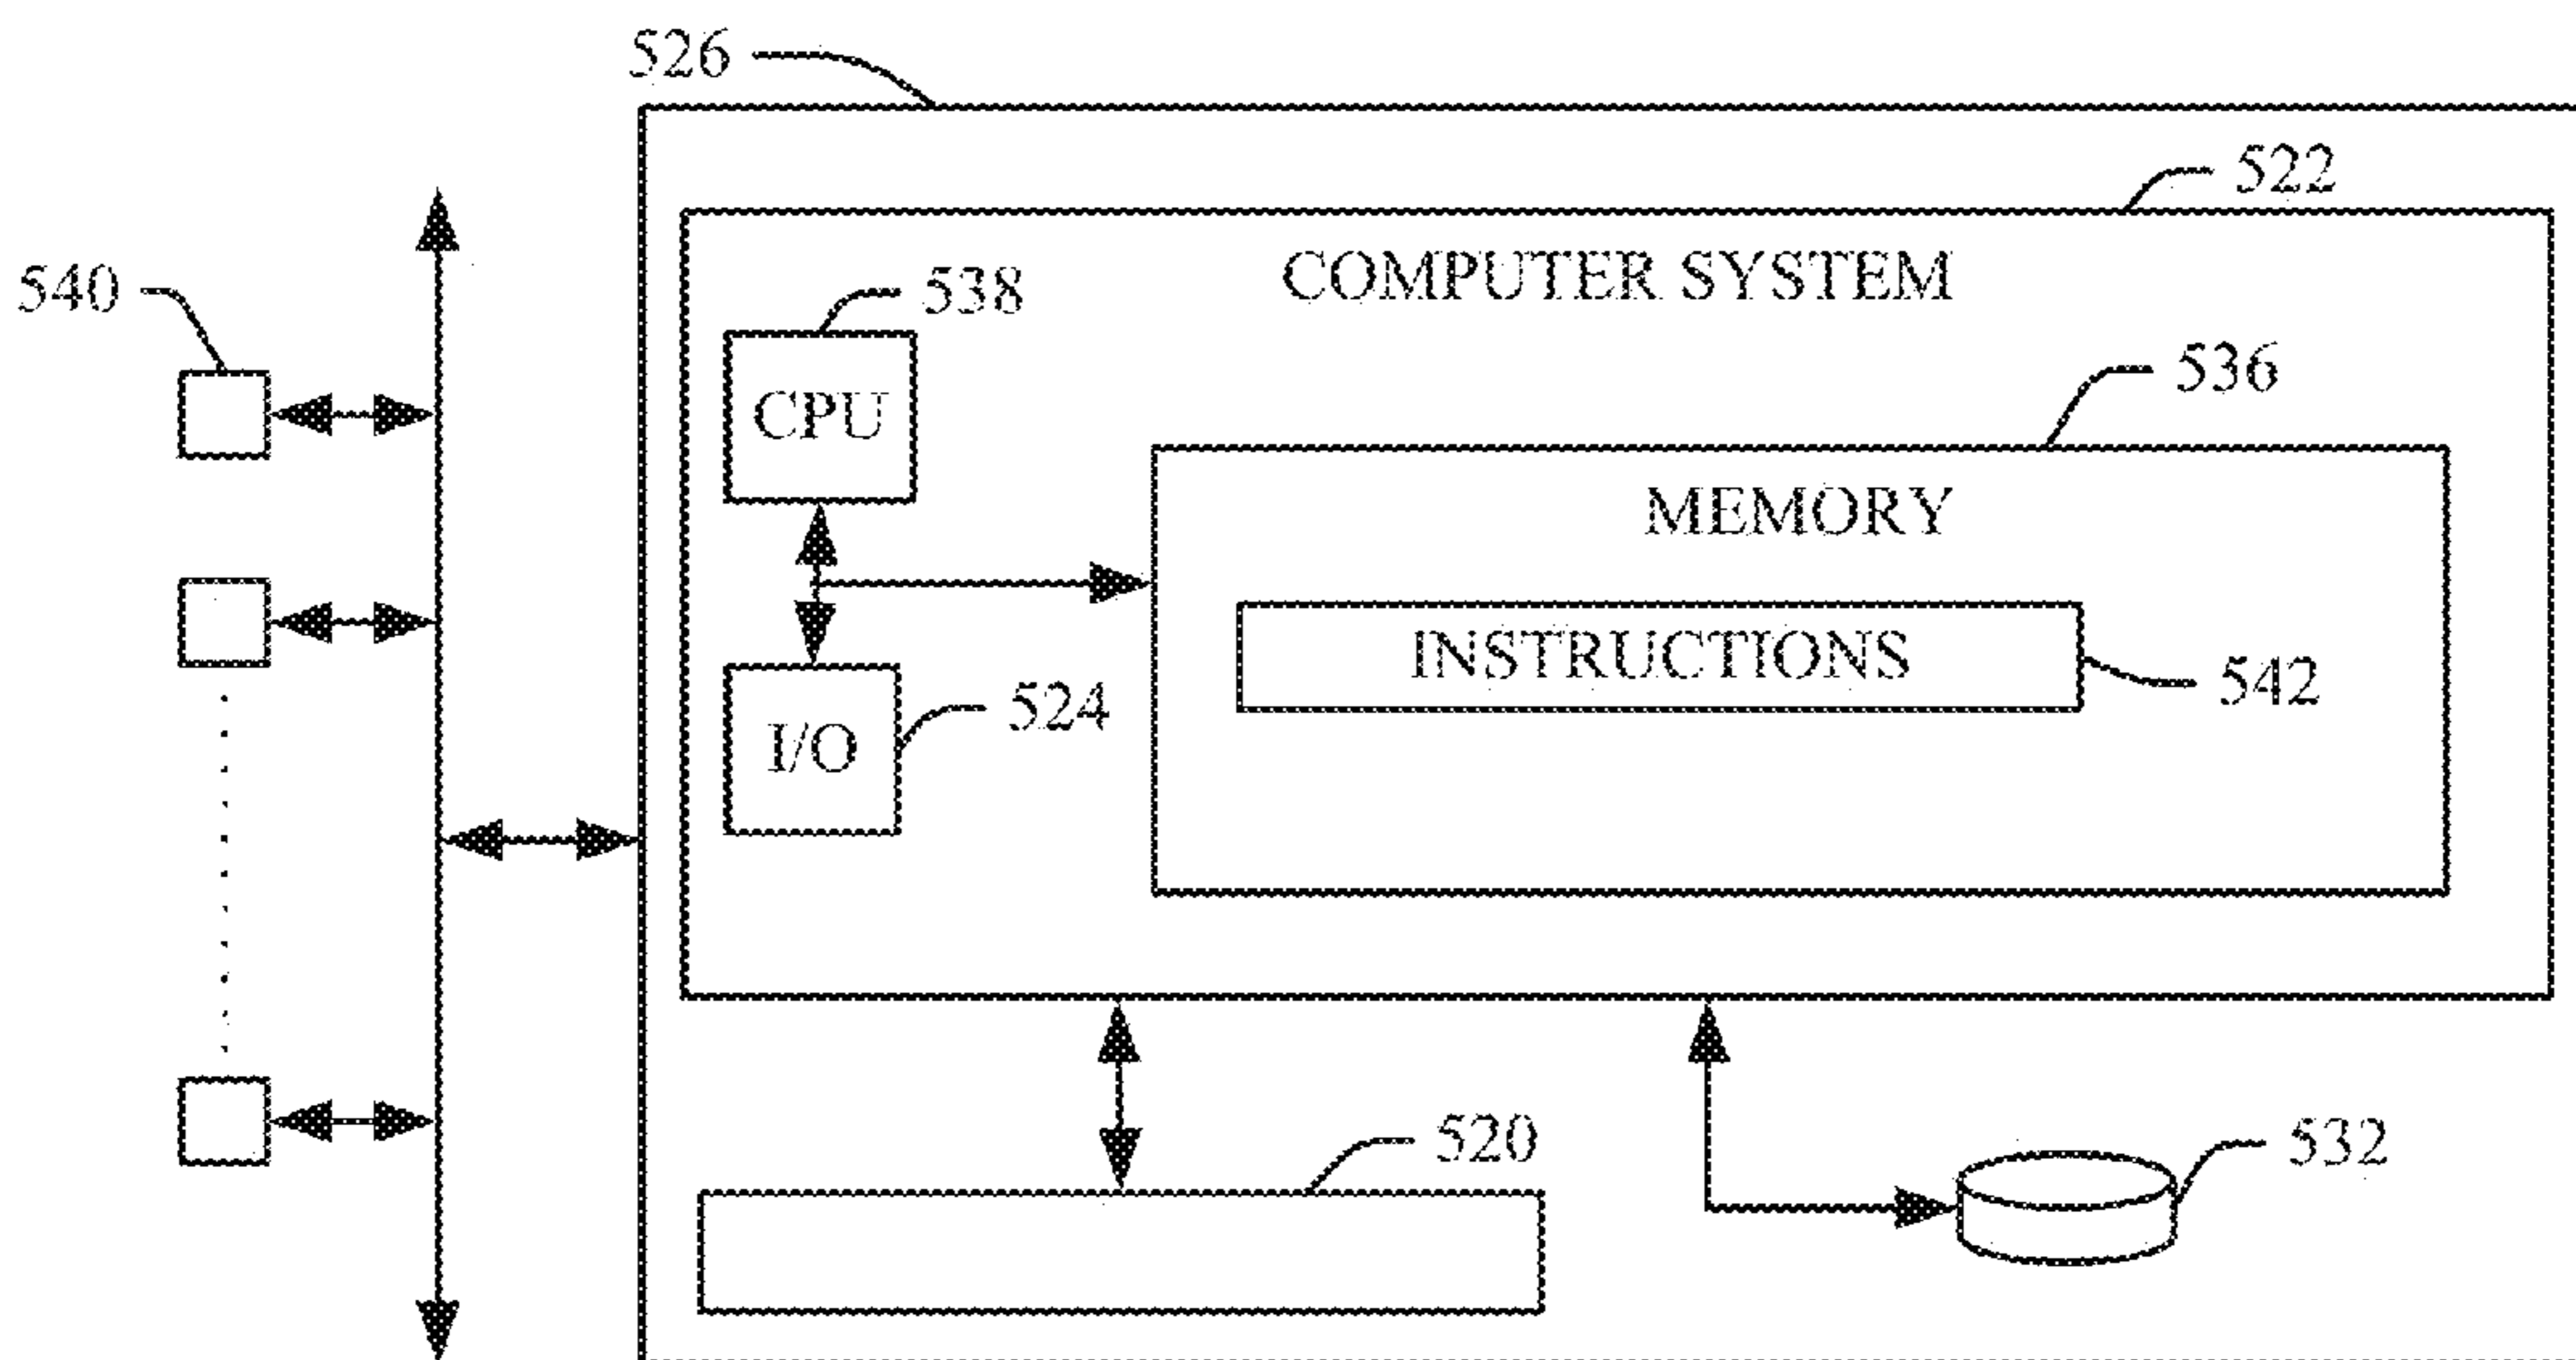 526
522
COMPUTER SYSTEM
540
538
536
CPU
MEMORY
INSTRUCTIONS
542
524
I/O
520
532